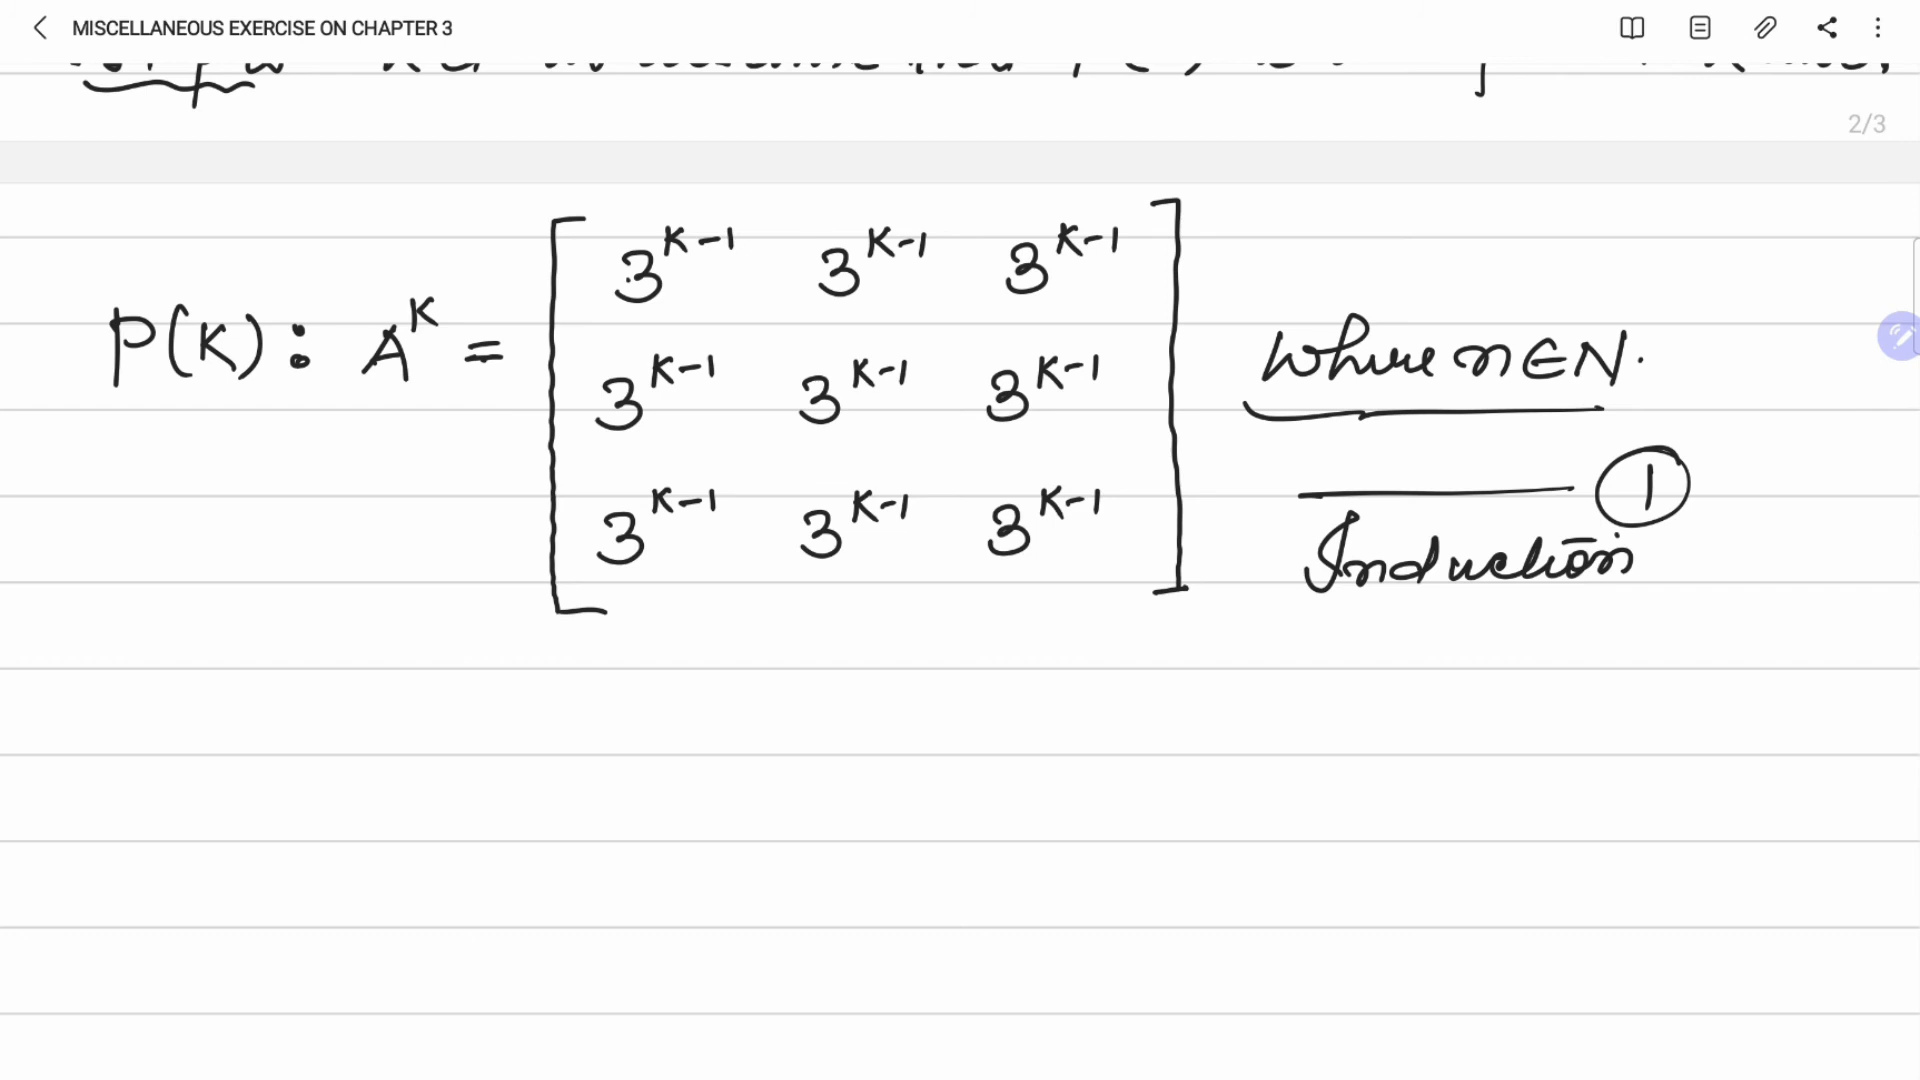 MISCELLANEOUS EXERCISE ON CHAPTER 3
2/3
P(K): A^K = [ 3^{K-1} 3^{K-1} 3^{K-1}
3^{K-1} 3^{K-1} 3^{K-1}
3^{K-1} 3^{K-1} 3^{K-1} ] where n∈N.
①
Induction